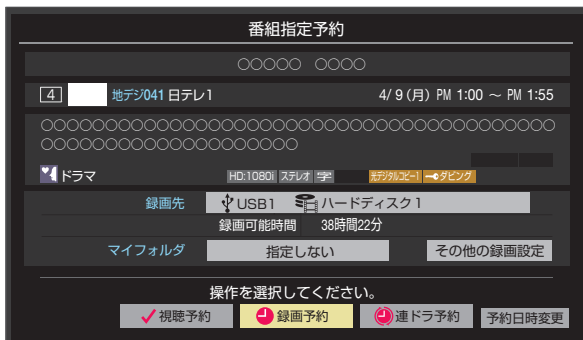 番組指定予約
○○○○○ ○○○○
4 地デジ041 日テレ1 4/ 9(月) PM 1:00 ～ PM 1:55
○○○○○○○○○○○○○○○○○○○○○○○○○○○○○○○○○○○○○○○○
○○○○○○○○○○○○○○○○○○○○
ドラマ HD:1080i ステレオ 字 光デジタルコピー1 ダビング
録画先 USB1 ハードディスク1
録画可能時間 38時間22分
マイフォルダ 指定しない その他の録画設定
操作を選択してください。
視聴予約 録画予約 連ドラ予約 予約日時変更